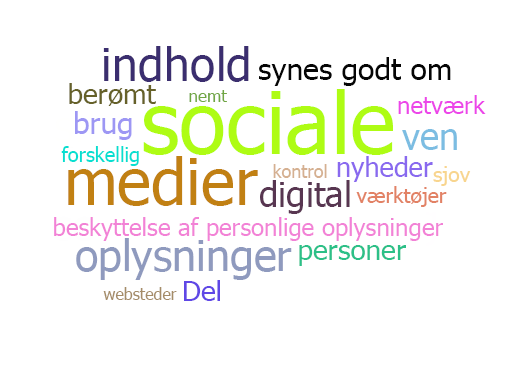 indhold
synes godt om
berømt
nemt
sociale
netværk
brug
ven
forskellig
medier
kontrol
nyheder
sjov
digital
værktøjer
beskyttelse af personlige oplysninger
oplysninger
personer
websteder
Del